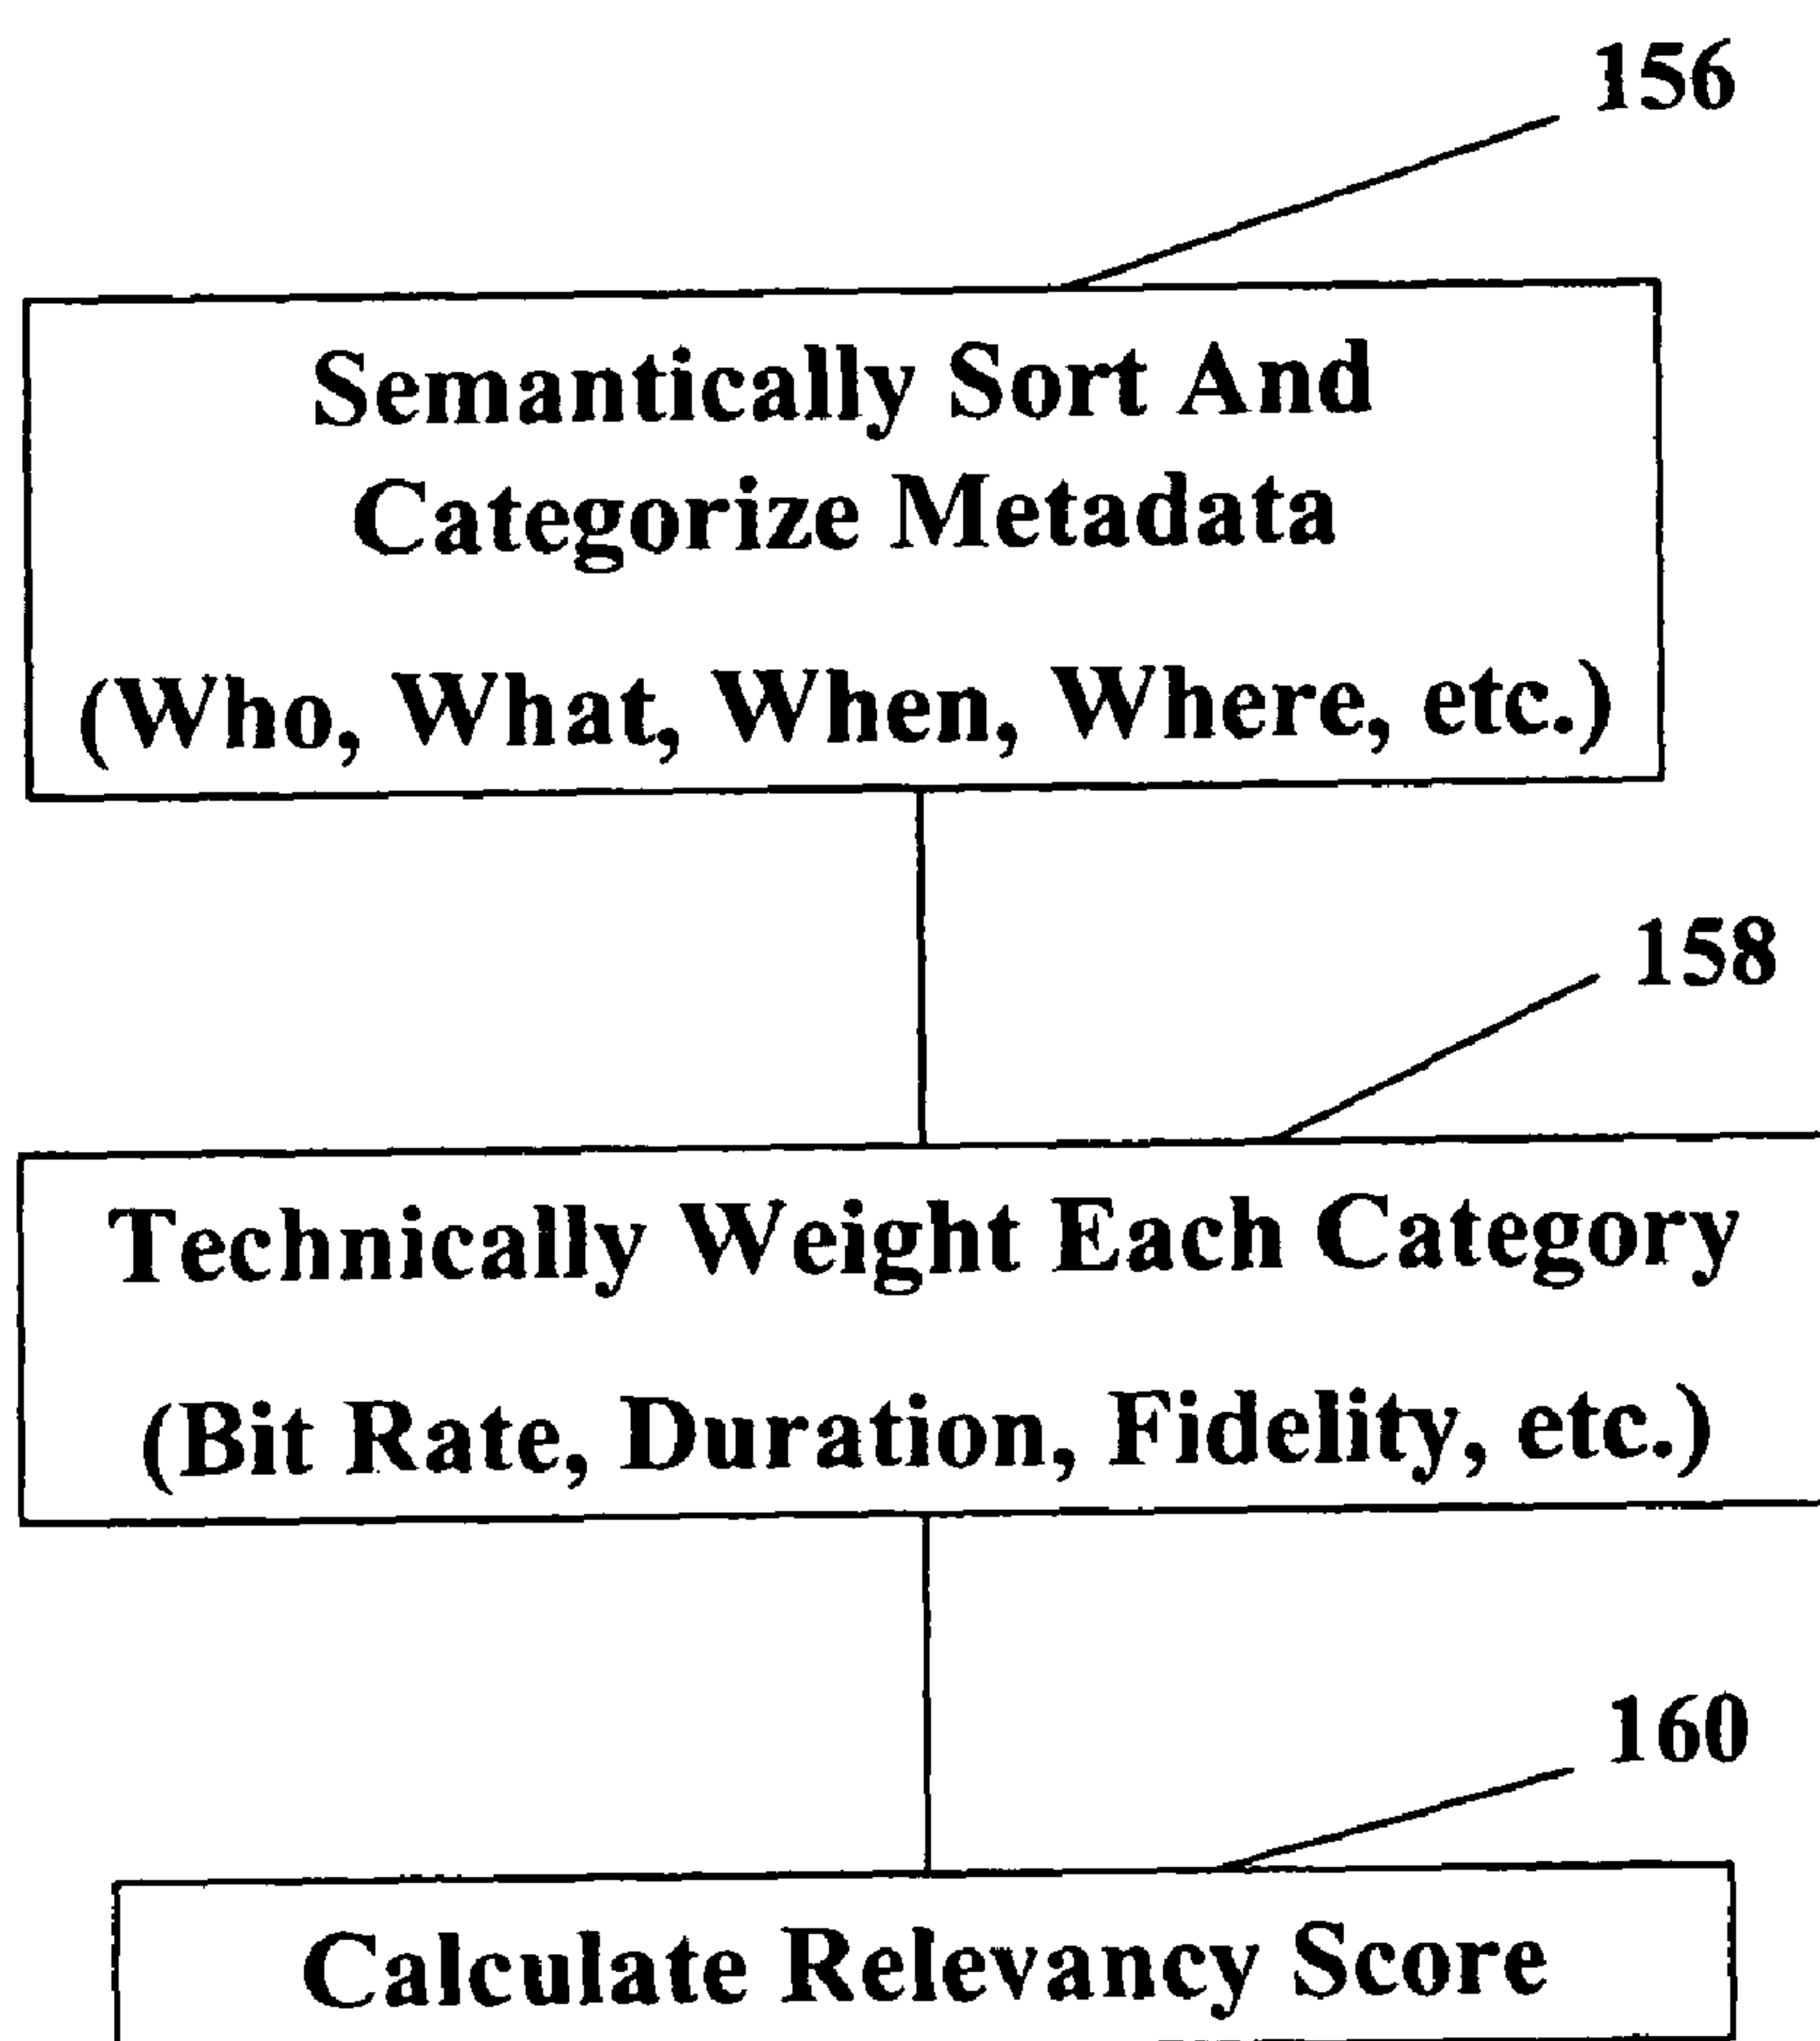 156
Semantically Sort And
Categorize Metadata
(Who, What, When, Where, etc.)
158
Technically Weight Each Category
(Bit Rate, Duration, Fidelity, etc.)
160
Calculate Relevancy Score